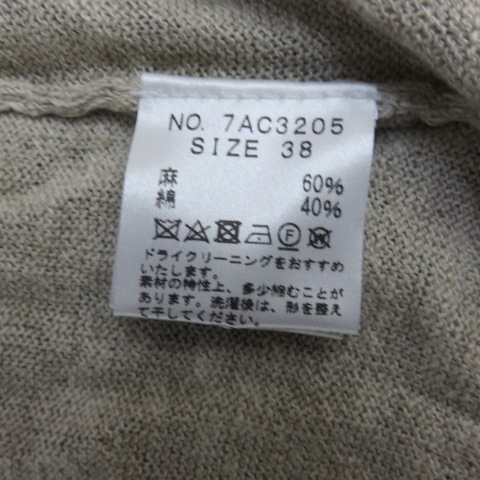 NO. 7AC3205
SIZE 38
麻 60%
綿 40%
ドライクリーニングをおすすめ
いたします。
素材の特性上、多少縮むことが
あります。洗濯後は、形を整え
て干してください。